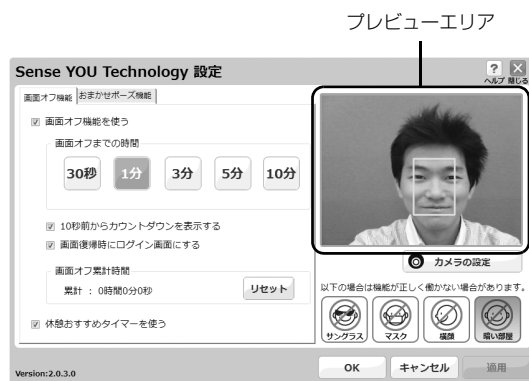 プレビューエリア
Sense YOU Technology 設定
ヘルプ 閉じる
画面オフ機能 おまかせポーズ機能
画面オフ機能を使う
画面オフまでの時間
30秒 1分 3分 5分 10分
10秒前からカウントダウンを表示する
画面復帰時にログイン画面にする
画面オフ累計時間
累計 : 0時間0分0秒 リセット
休憩おすすめタイマーを使う
カメラの設定
以下の場合は機能が正しく働かない場合があります。
サングラス マスク 横顔 暗い部屋
Version:2.0.3.0
OK キャンセル 適用